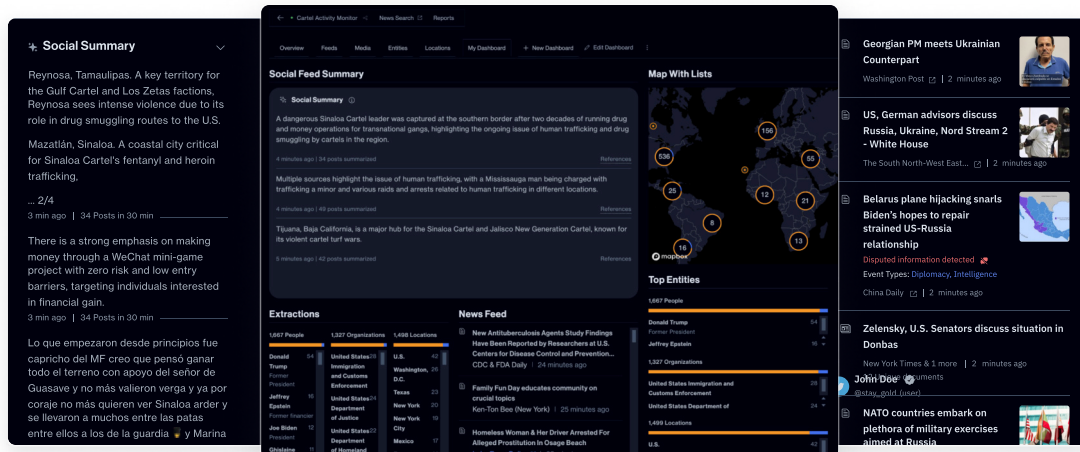 Social Summary
Reynosa, Tamaulipas. A key territory for
the Gulf Cartel and Los Zetas factions,
Reynosa sees intense violence due to its
role in drug smuggling routes to the U.S.
Mazatlán, Sinaloa. A coastal city critical
for Sinaloa Cartel's fentanyl and heroin
trafficking,
... 2/4
3 min ago | 34 Posts in 30 min
There is a strong emphasis on making
money through a WeChat mini-game
project with zero risk and low entry
barriers, targeting individuals interested
in financial gain.
3 min ago | 34 Posts in 30 min
Lo que empezaron desde principios fue
capricho del MF creo que pensó ganar
todo el terreno con apoyo del señor de
Guasave y no más valieron verga y ya por
coraje no más quieren ver Sinaloa arder y
se llevaron a muchos entre las patas
entre ellos a los de la guardia y Marina
Cartel Activity Monitor
News Search
Reports
Overview
Feeds
Media
Entities
Locations
My Dashboard
+ New Dashboard
Edit Dashboard
Social Feed Summary
Social Summary
A dangerous Sinaloa Cartel leader was captured at the southern border after two decades of running drug
and money operations for transnational gangs, highlighting the ongoing issue of human trafficking and drug
smuggling by cartels in the region.
4 minutes ago | 34 posts summarized
References
Multiple sources highlight the issue of human trafficking, with a Mississauga man being charged with
trafficking a minor and various raids and arrests related to human trafficking in different locations.
4 minutes ago | 49 posts summarized
References
Tijuana, Baja California, is a major hub for the Sinaloa Cartel and Jalisco New Generation Cartel, known for
its violent cartel turf wars.
5 minutes ago | 42 posts summarized
References
Extractions
1,667 People
Donald
Trump
54
Former
President
Jeffrey
Epstein
16
Former financier
Joe Biden
12
President
Ghislaine
11
1,327 Organizations
United States
Immigration
and Customs
Enforcement
28
United States
Department
of Justice
24
United States
Department
of Homeland
22
1,498 Locations
U.S.
42
Washington,
D.C.
26
Texas
23
New York
20
New York
City
18
Mexico
17
News Feed
New Antituberculosis Agents Study Findings
Have Been Reported by Researchers at U.S.
Centers for Disease Control and Prevention...
CDC & FDA Daily | 24 minutes ago
Family Fun Day educates community on
crucial topics
Ken-Ton Bee (New York) | 25 minutes ago
Homeless Woman & Her Driver Arrested For
Alleged Prostitution In Osage Beach
Map With Lists
536
156
55
25
12
21
8
13
16
mapbox
Top Entities
1,667 People
Donald Trump
54
Former President
Jeffrey Epstein
16
1,327 Organizations
United States Immigration and Customs
Enforcement
28
United States Department of
24
1,499 Locations
U.S.
42
Georgian PM meets Ukrainian
Counterpart
Washington Post | 2 minutes ago
US, German advisors discuss
Russia, Ukraine, Nord Stream 2
- White House
The South North-West East... | 2 minutes ago
Belarus plane hijacking snarls
Biden's hopes to repair
strained US-Russia
relationship
Disputed information detected
Event Types: Diplomacy, Intelligence
China Daily | 2 minutes ago
Zelensky, U.S. Senators discuss situation in
Donbas
New York Times & 1 more | 2 minutes ago
John Doe
@stay_gold (user)
NATO countries embark on
plethora of military exercises
aimed at Russia